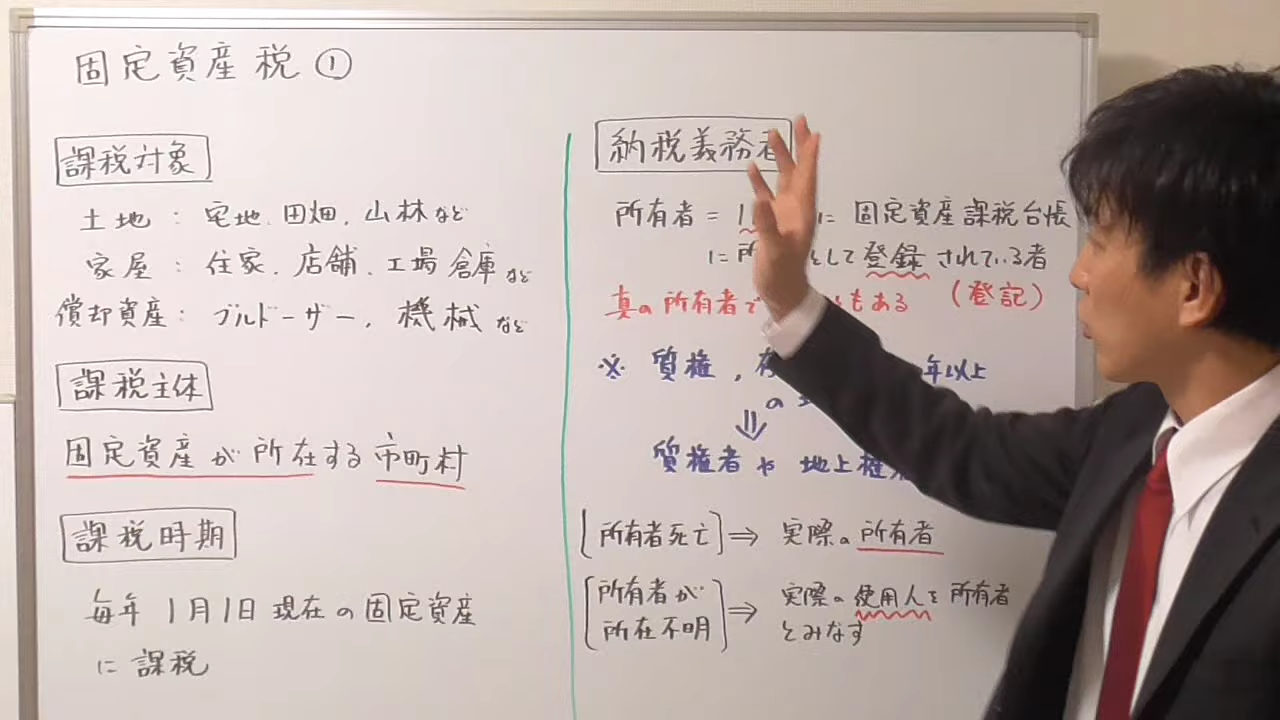 固定資産税①
課税対象
土地：宅地、田畑、山林など
家屋：住家、店舗、工場倉庫など
償却資産：ブルドーザー、機械など
課税主体
固定資産が所在する市町村
課税時期
毎年1月1日現在の固定資産
に課税
納税義務者
所有者＝1 に 固定資産課税台帳
に所 として登録されている者
真の所有者で ともある（登記）
※ 質権、 年以上
の
⇓
質権者や地上権
[所有者死亡]⇒ 実際の所有者
[所有者が
所在不明]⇒ 実際の使用人を所有者
とみなす